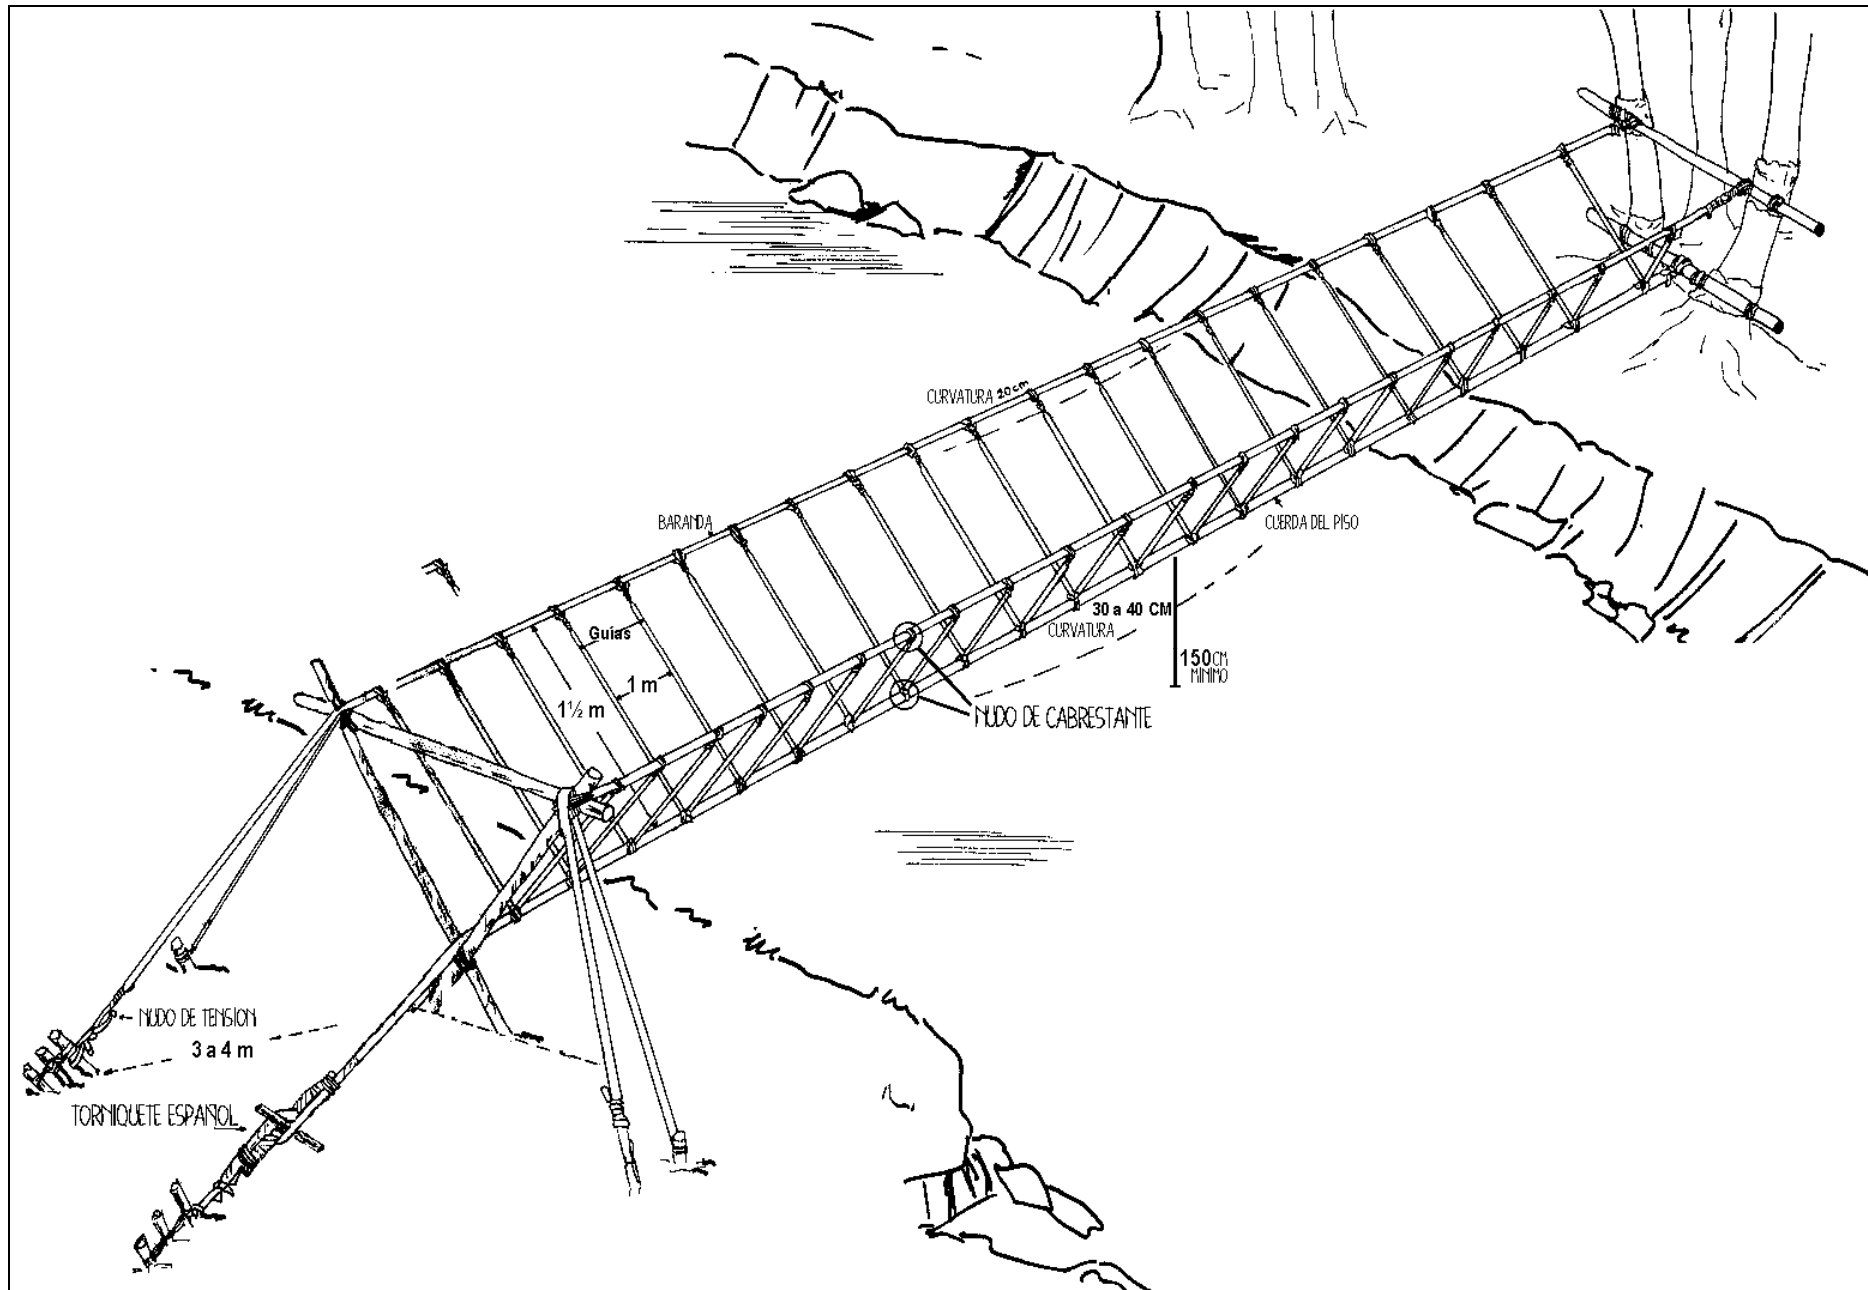 CURVATURA 20cm
BARANDA
CUERDA DEL PISO
Guías
30 a 40 CM
CURVATURA
1 m
150CM
MINIMO
1½ m
NUDO DE CABRESTANTE
NUDO DE TENSION
3 a 4 m
TORNIQUETE ESPAÑOL